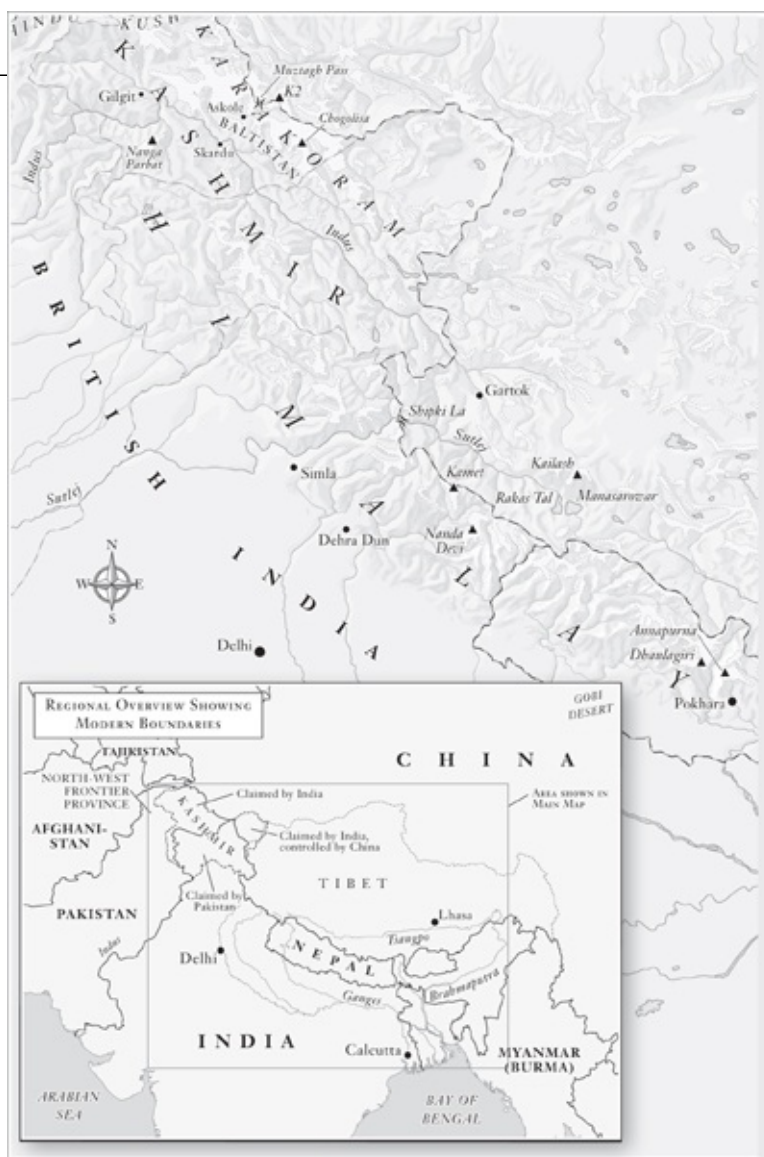 HINDU KUSH
KARAKORAM
KASHMIR
Muztagh Pass
K2
Gilgit
Askole
Chogolisa
BALTISTAN
Nanga
Parbat
Skardu
Indus
Indus
HIMALAY
BRITISH
INDIA
Gartok
Shipki La
Sutlej
Kamet
Kailash
Simla
Rakas Tal
Manasarowar
Sutlej
Dehra Dun
Nanda
Devi
N
W
E
S
Delhi
Annapurna
Dhaulagiri
Pokhara
REGIONAL OVERVIEW SHOWING
MODERN BOUNDARIES
GOBI
DESERT
TAJIKISTAN
CHINA
NORTH-WEST
FRONTIER
PROVINCE
KASHMIR
Claimed by India
AREA SHOWN IN
MAIN MAP
AFGHANI-
STAN
Claimed by India,
controlled by China
TIBET
Claimed by
Pakistan
PAKISTAN
Lhasa
Indus
Tsangpo
Delhi
NEPAL
Ganges
Brahmaputra
INDIA
Calcutta
MYANMAR
(BURMA)
ARABIAN
SEA
BAY OF
BENGAL